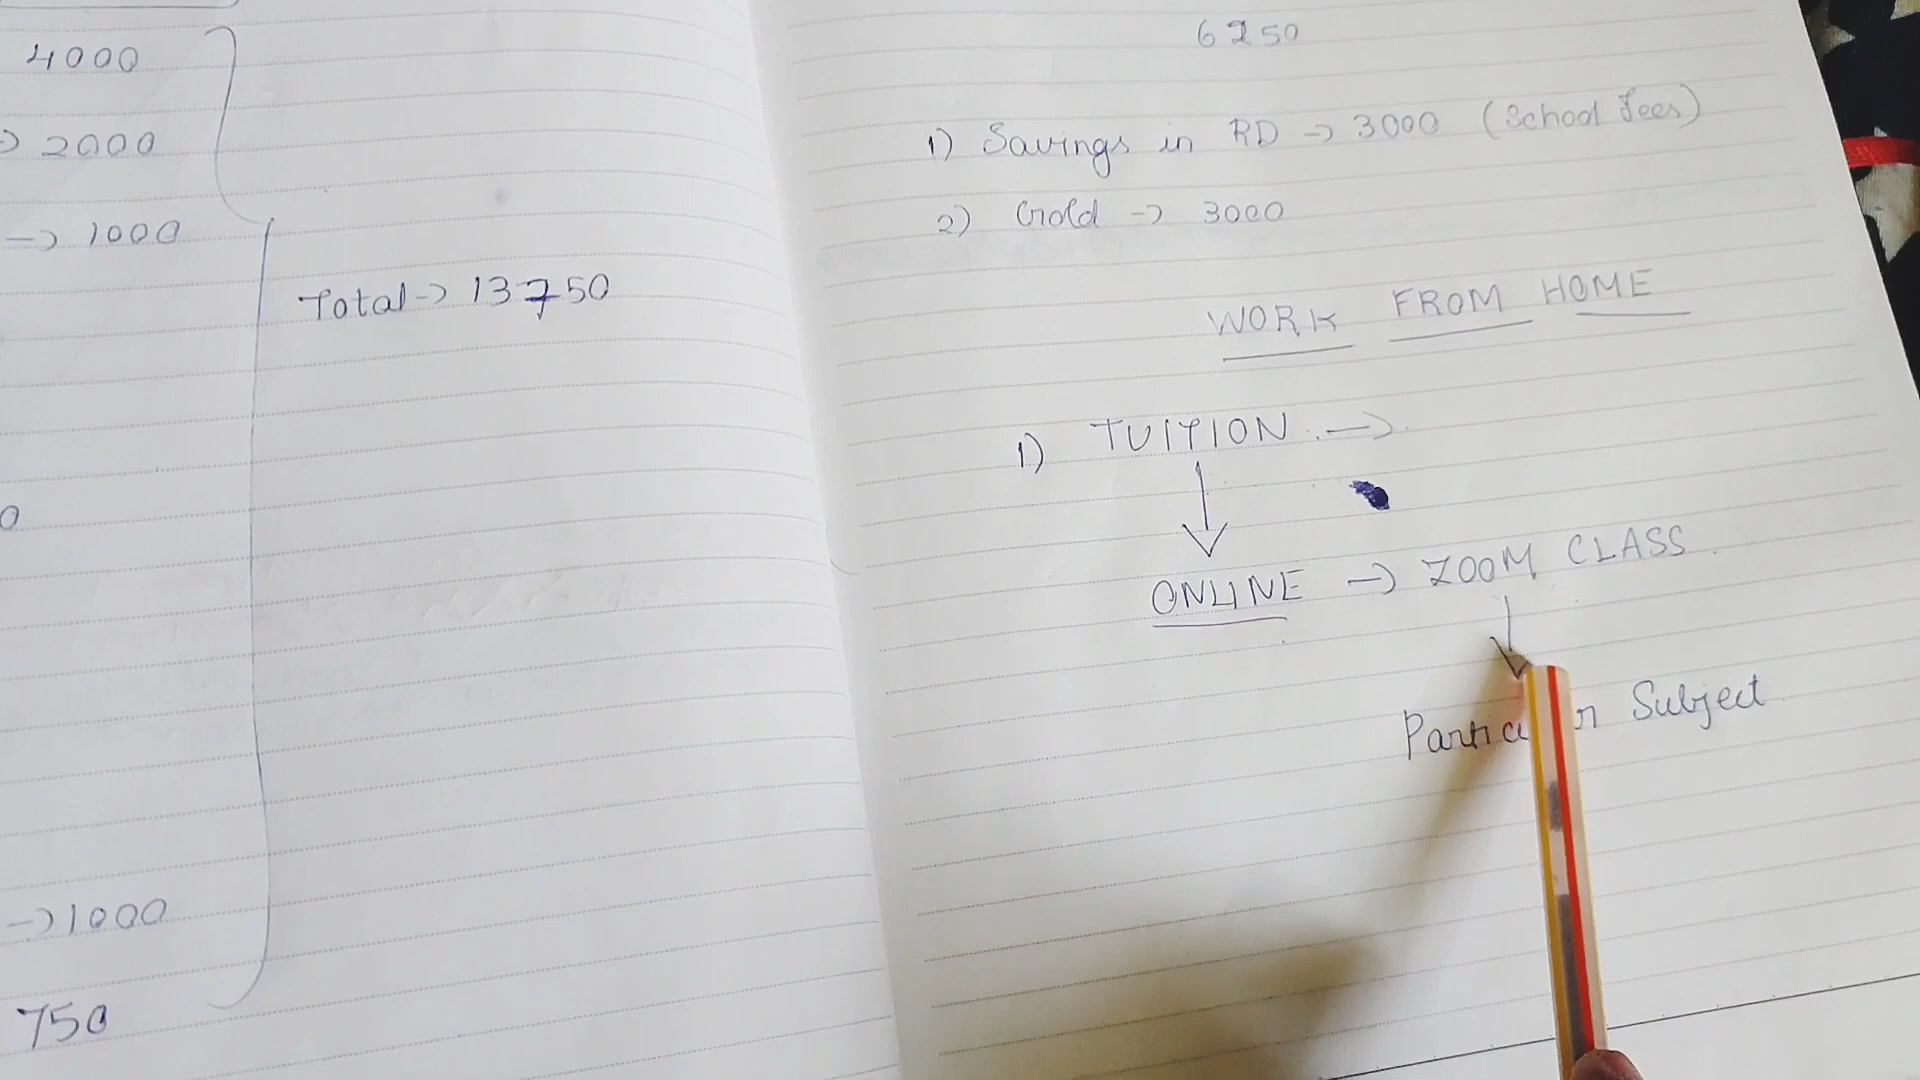 4000
-> 2000
-> 1000
Total -> 13750
0
-> 1000
750
6250
1) Savings in RD -> 3000 (School fees)
2) Gold -> 3000
WORK FROM HOME
1) TUITION ->
ONLINE -> ZOOM CLASS
Subject